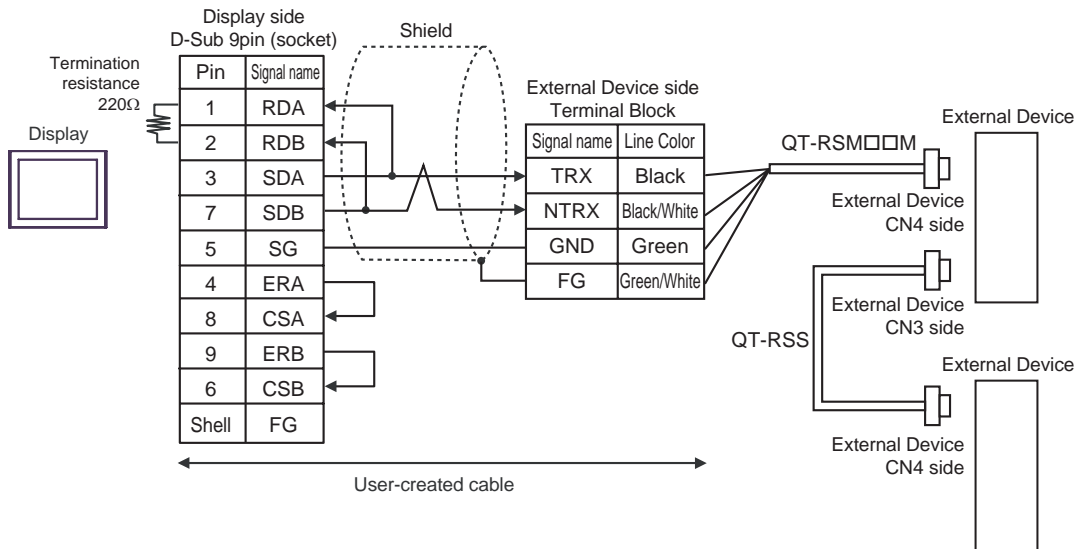 Display side
D-Sub 9pin (socket)
Shield
Termination
resistance
220Ω
Display
Pin Signal name
1 RDA
2 RDB
3 SDA
7 SDB
5 SG
4 ERA
8 CSA
9 ERB
6 CSB
Shell FG
External Device side
Terminal Block
Signal name Line Color
TRX Black
NTRX Black/White
GND Green
FG Green/White
QT-RSM□□M
External Device
External Device
CN4 side
External Device
CN3 side
QT-RSS
External Device
External Device
CN4 side
User-created cable